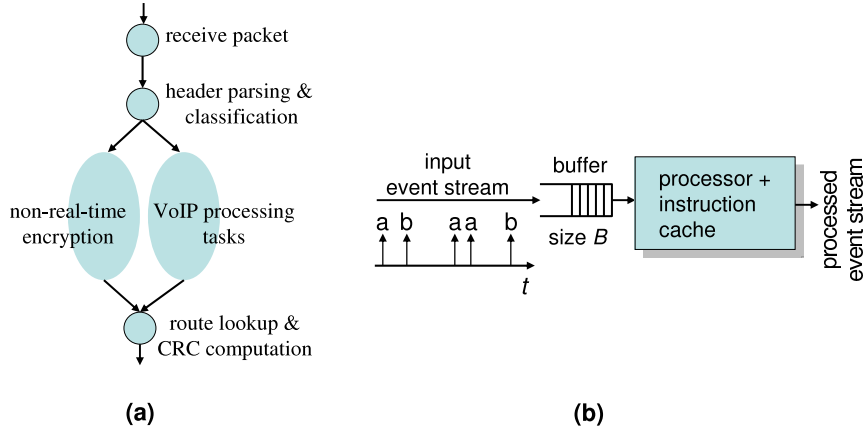 receive packet
header parsing &
classification
non-real-time
encryption
VoIP processing
tasks
route lookup &
CRC computation
(a)
input
event stream
a b a a b
t
buffer
size B
processor +
instruction
cache
processed
event stream
(b)